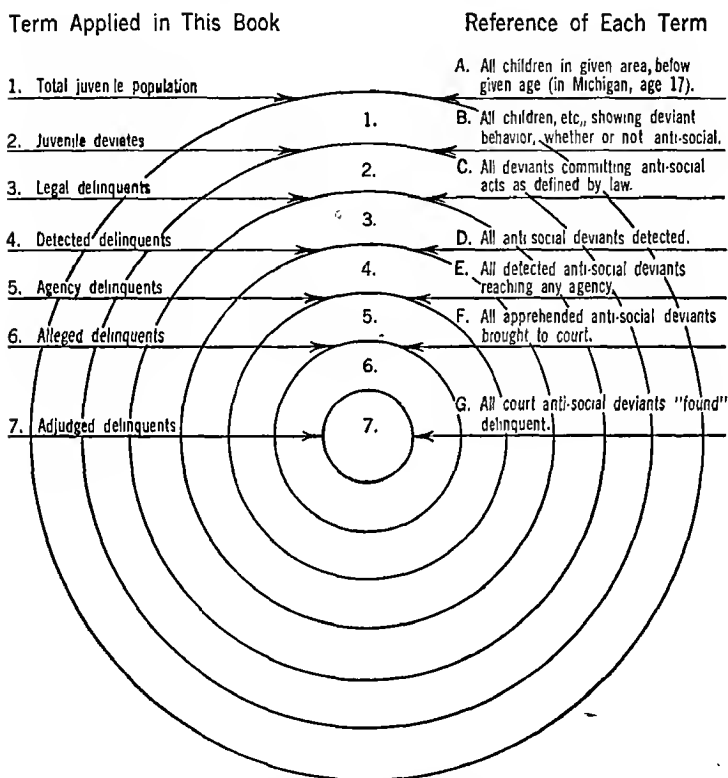 Term Applied in This Book
Reference of Each Term
1. Total juvenile population
A. All children in given area, below
given age (in Michigan, age 17).
1.
2. Juvenile deviates
B. All children, etc., showing deviant
behavior, whether or not anti-social.
2.
3. Legal delinquents
C. All deviants committing anti-social
acts as defined by law.
3.
4. Detected delinquents
D. All anti social deviants detected.
4.
5. Agency delinquents
E. All detected anti-social deviants
reaching any agency.
5.
6. Alleged delinquents
F. All apprehended anti-social deviants
brought to court.
6.
7. Adjudged delinquents
G. All court anti-social deviants "found"
delinquent.
7.